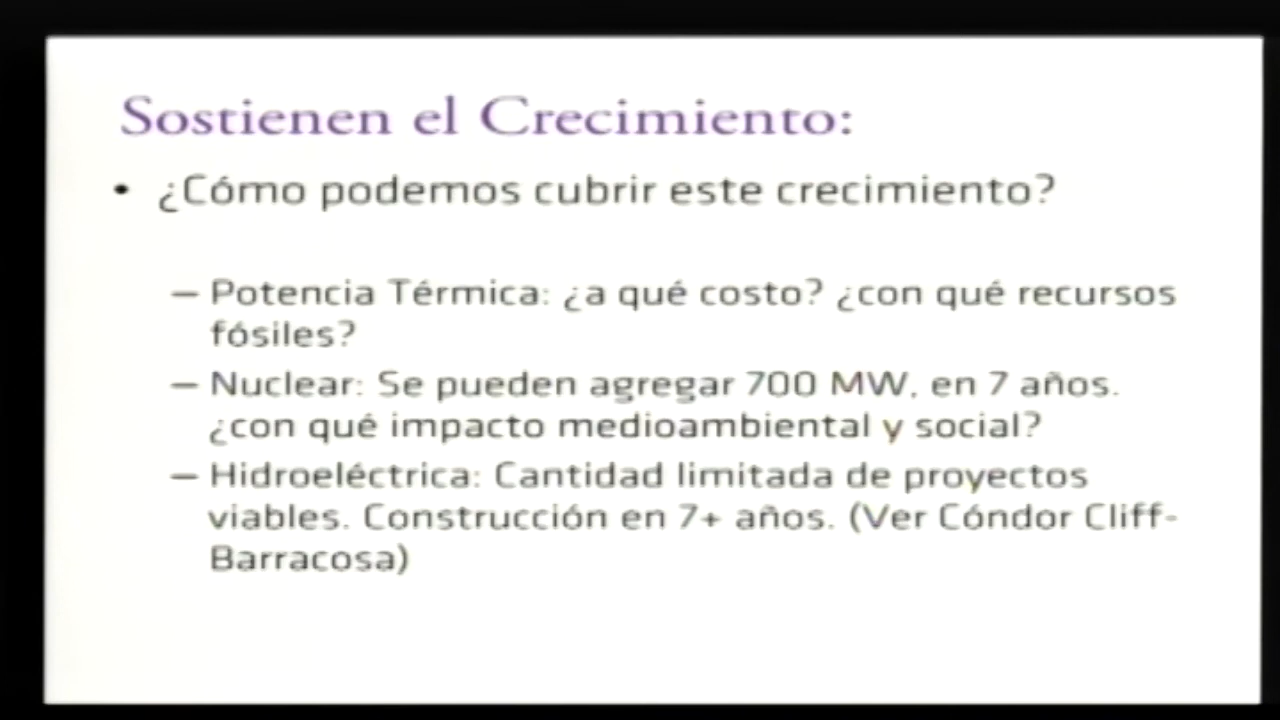 Sostienen el Crecimiento:
• ¿Cómo podemos cubrir este crecimiento?
– Potencia Térmica: ¿a qué costo? ¿con qué recursos
fósiles?
– Nuclear: Se pueden agregar 700 MW, en 7 años.
¿con qué impacto medioambiental y social?
– Hidroeléctrica: Cantidad limitada de proyectos
viables. Construcción en 7+ años. (Ver Cóndor Cliff-
Barracosa)